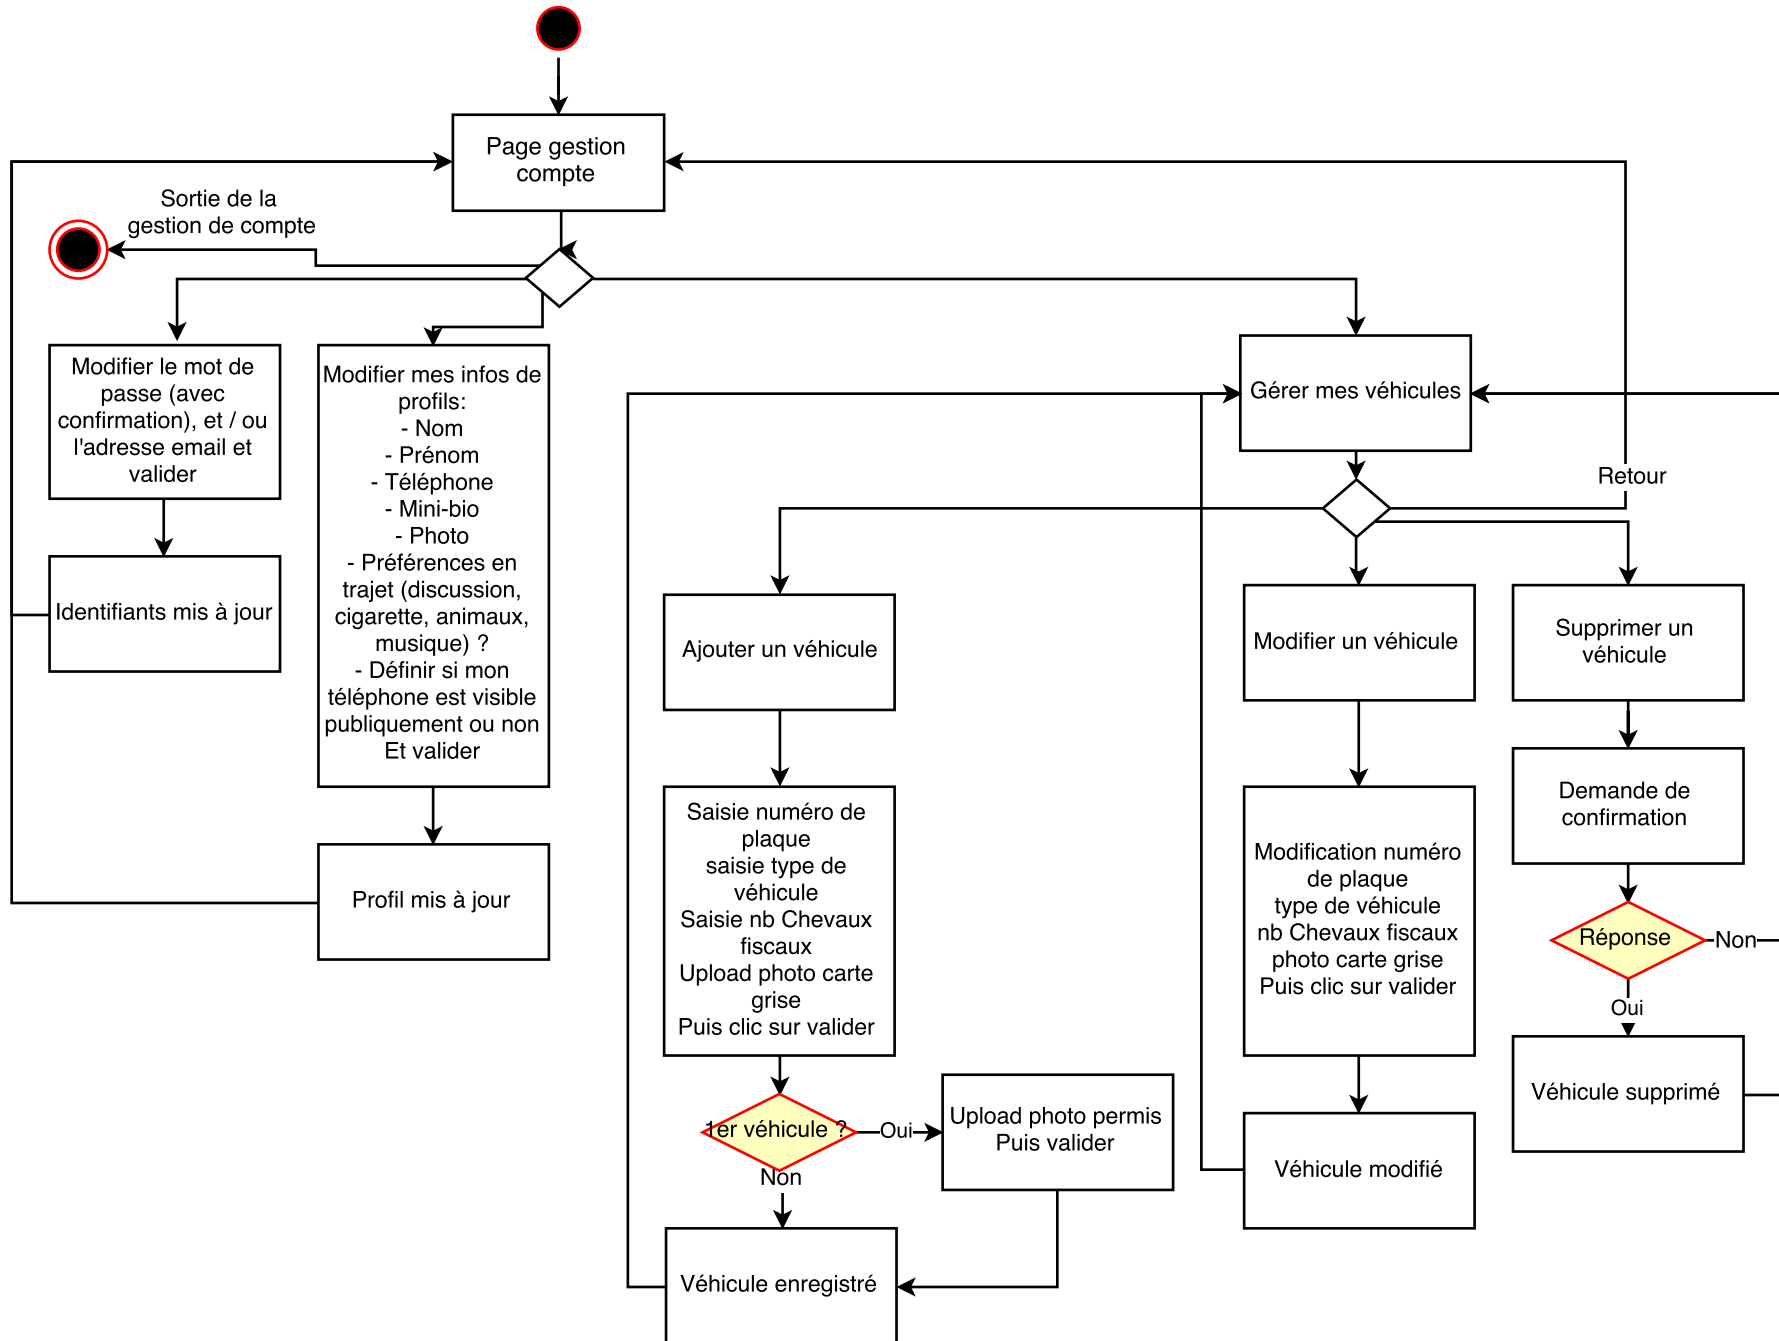 Page gestion
compte
Sortie de la
gestion de compte
Modifier le mot de
passe (avec
confirmation), et / ou
l'adresse email et
valider
Identifiants mis à jour
Modifier mes infos de
profils:
- Nom
- Prénom
- Téléphone
- Mini-bio
- Photo
- Préférences en
trajet (discussion,
cigarette, animaux,
musique) ?
- Définir si mon
téléphone est visible
publiquement ou non
Et valider
Profil mis à jour
Gérer mes véhicules
Retour
Ajouter un véhicule
Saisie numéro de
plaque
saisie type de
véhicule
Saisie nb Chevaux
fiscaux
Upload photo carte
grise
Puis clic sur valider
1er véhicule ?
Oui
Non
Upload photo permis
Puis valider
Véhicule enregistré
Modifier un véhicule
Modification numéro
de plaque
type de véhicule
nb Chevaux fiscaux
photo carte grise
Puis clic sur valider
Véhicule modifié
Supprimer un
véhicule
Demande de
confirmation
Réponse
Non
Oui
Véhicule supprimé